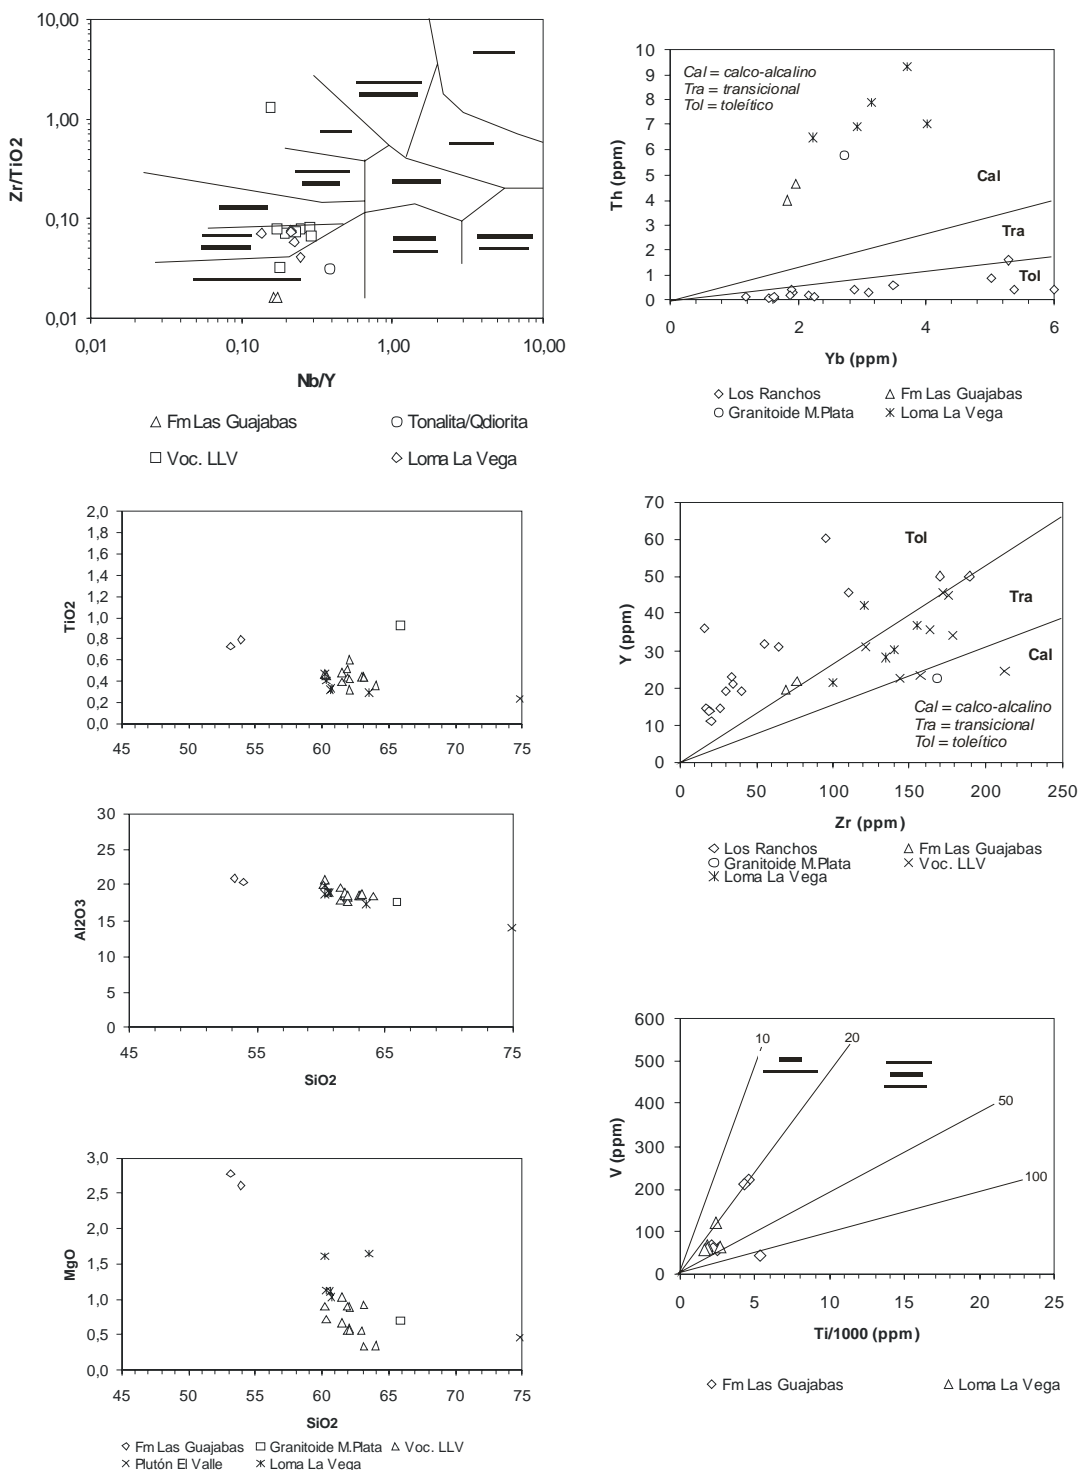 10,00
1,00
0,10
0,01
Zr/TiO2
0,01
0,10
1,00
10,00
Nb/Y
Fm Las Guajabas
Tonalita/Qdiorita
Voc. LLV
Loma La Vega
10
9
8
7
6
5
4
3
2
1
0
Th (ppm)
Cal = calco-alcalino
Tra = transicional
Tol = toleítico
Cal
Tra
Tol
0
2
4
6
Yb (ppm)
Los Ranchos
Fm Las Guajabas
Granitoide M.Plata
Loma La Vega
2,0
1,8
1,6
1,4
1,2
1,0
0,8
0,6
0,4
0,2
0,0
TiO2
45
50
55
60
65
70
75
70
60
50
40
30
20
10
0
Y (ppm)
Tol
Tra
Cal
Cal = calco-alcalino
Tra = transicional
Tol = toleítico
0
50
100
150
200
250
Zr (ppm)
Los Ranchos
Fm Las Guajabas
Granitoide M.Plata
Voc. LLV
Loma La Vega
30
25
20
15
10
5
0
Al2O3
45
55
65
75
SiO2
600
500
400
300
200
100
0
V (ppm)
10
20
50
100
0
5
10
15
20
25
Ti/1000 (ppm)
Fm Las Guajabas
Loma La Vega
3,0
2,5
2,0
1,5
1,0
0,5
0,0
MgO
45
50
55
60
65
70
75
SiO2
Fm Las Guajabas
Granitoide M.Plata
Voc. LLV
Plutón El Valle
Loma La Vega